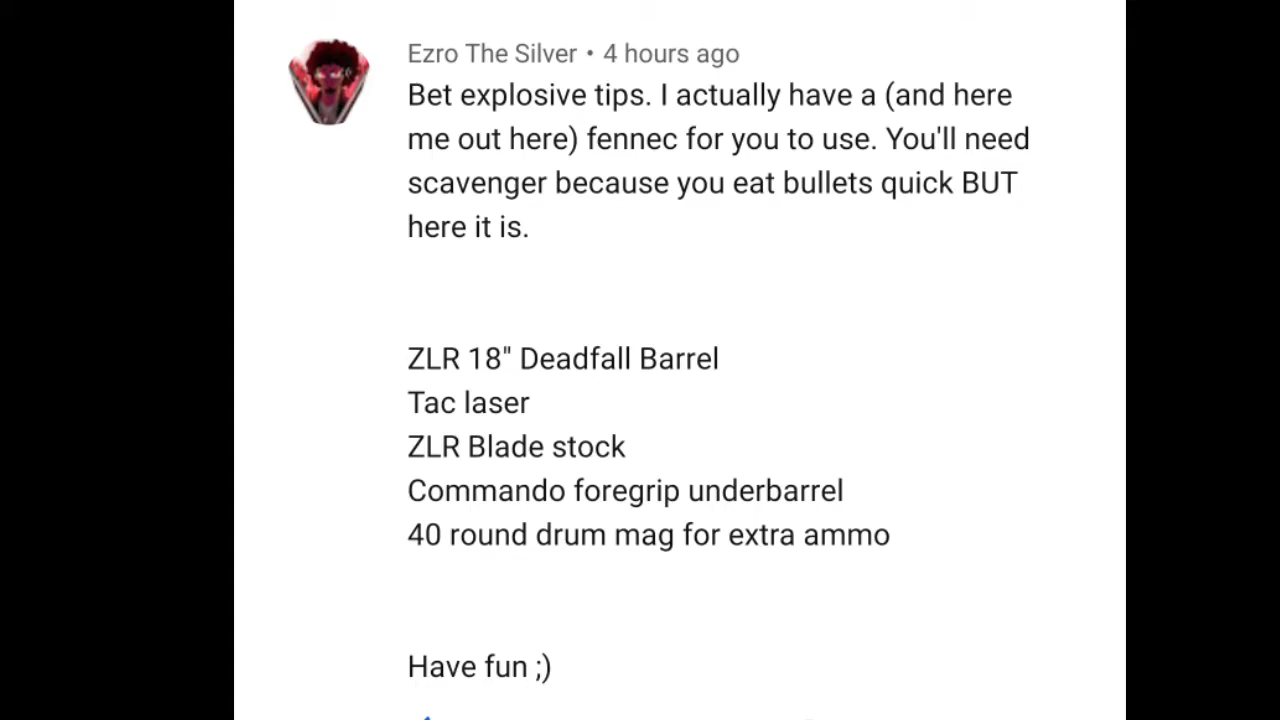 Ezro The Silver • 4 hours ago
Bet explosive tips. I actually have a (and here
me out here) fennec for you to use. You'll need
scavenger because you eat bullets quick BUT
here it is.
ZLR 18" Deadfall Barrel
Tac laser
ZLR Blade stock
Commando foregrip underbarrel
40 round drum mag for extra ammo
Have fun ;)